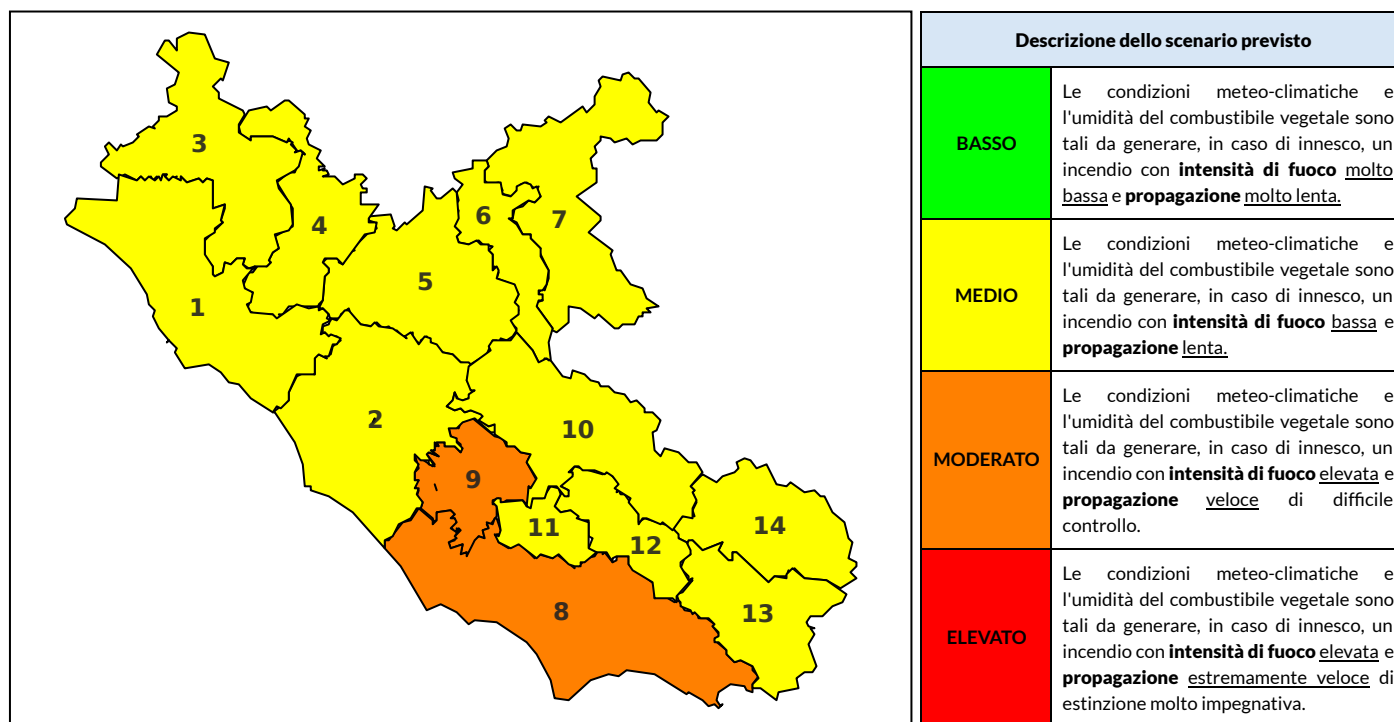 3
4
6
7
5
1
2
10
9
11
12
14
8
13
Descrizione dello scenario previsto
BASSO
Le condizioni meteo-climatiche e
l'umidità del combustibile vegetale sono
tali da generare, in caso di innesco, un
incendio con intensità di fuoco molto
bassa e propagazione molto lenta.
MEDIO
Le condizioni meteo-climatiche e
l'umidità del combustibile vegetale sono
tali da generare, in caso di innesco, un
incendio con intensità di fuoco bassa e
propagazione lenta.
MODERATO
Le condizioni meteo-climatiche e
l'umidità del combustibile vegetale sono
tali da generare, in caso di innesco, un
incendio con intensità di fuoco elevata e
propagazione veloce di difficile
controllo.
ELEVATO
Le condizioni meteo-climatiche e
l'umidità del combustibile vegetale sono
tali da generare, in caso di innesco, un
incendio con intensità di fuoco elevata e
propagazione estremamente veloce di
estinzione molto impegnativa.